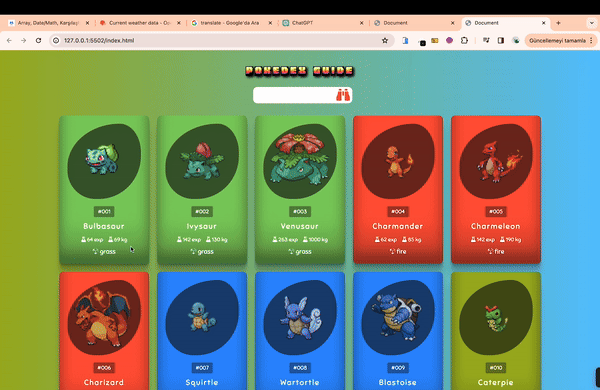 Array, Date/Math, Karşılaşt
Current weather data - Op
translate - Google'da Ara
ChatGPT
Document
Document
127.0.0.1:5502/index.html
Güncellemeyi tamamla
POKEDEX GUIDE
#001
Bulbasaur
64 exp 69 kg
grass
#002
Ivysaur
142 exp 130 kg
grass
#003
Venusaur
263 exp 1000 kg
grass
#004
Charmander
62 exp 85 kg
fire
#005
Charmeleon
142 exp 190 kg
fire
#006
Charizard
#007
Squirtle
#008
Wartortle
#009
Blastoise
#010
Caterpie